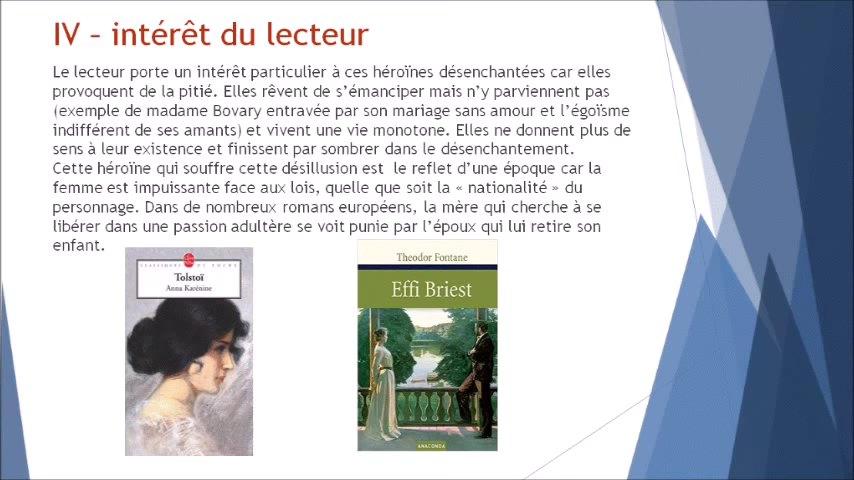 IV – intérêt du lecteur
Le lecteur porte un intérêt particulier à ces héroïnes désenchantées car elles
provoquent de la pitié. Elles rêvent de s’émanciper mais n’y parviennent pas
(exemple de madame Bovary entravée par son mariage sans amour et l’égoïsme
indifférent de ses amants) et vivent une vie monotone. Elles ne donnent plus de
sens à leur existence et finissent par sombrer dans le désenchantement.
Cette héroïne qui souffre cette désillusion est le reflet d’une époque car la
femme est impuissante face aux lois, quelle que soit la « nationalité » du
personnage. Dans de nombreux romans européens, la mère qui cherche à se
libérer dans une passion adultère se voit punie par l’époux qui lui retire son
enfant.
Tolstoï
Anna Karénine
Theodor Fontane
Effi Briest
ANACONDA